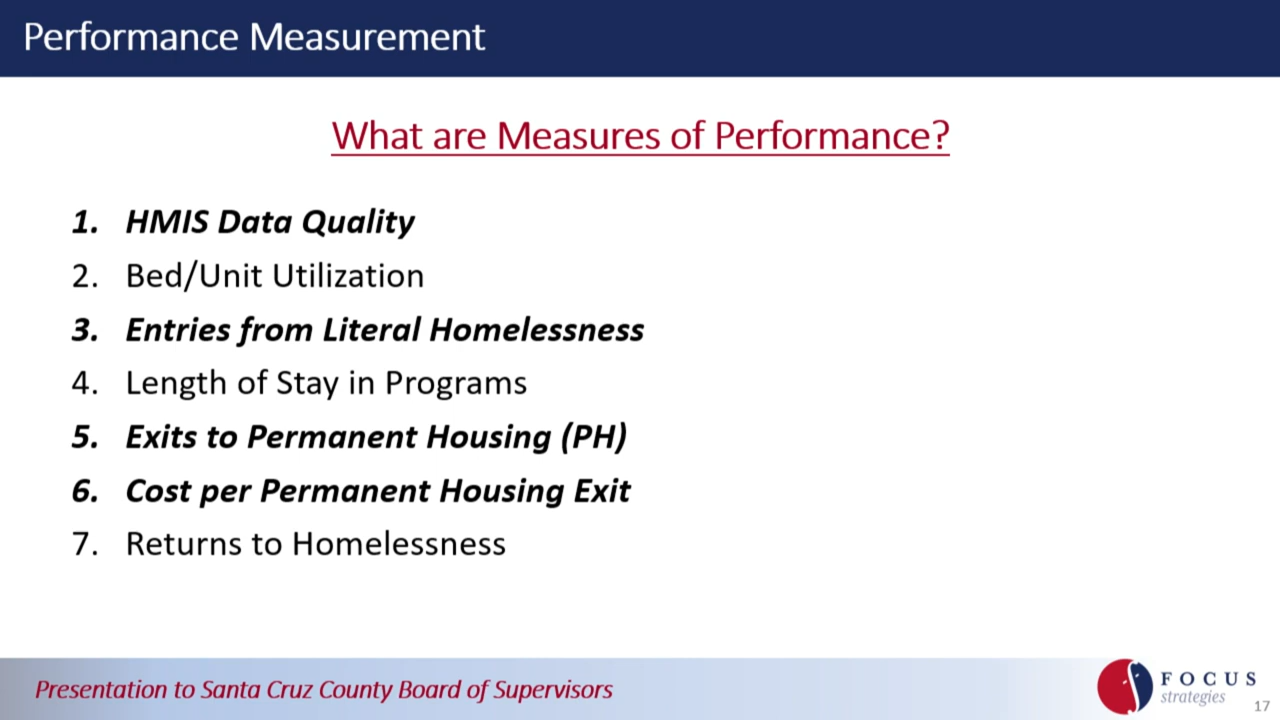 Performance Measurement
What are Measures of Performance?
1. HMIS Data Quality
2. Bed/Unit Utilization
3. Entries from Literal Homelessness
4. Length of Stay in Programs
5. Exits to Permanent Housing (PH)
6. Cost per Permanent Housing Exit
7. Returns to Homelessness
Presentation to Santa Cruz County Board of Supervisors
FOCUS
strategies
17